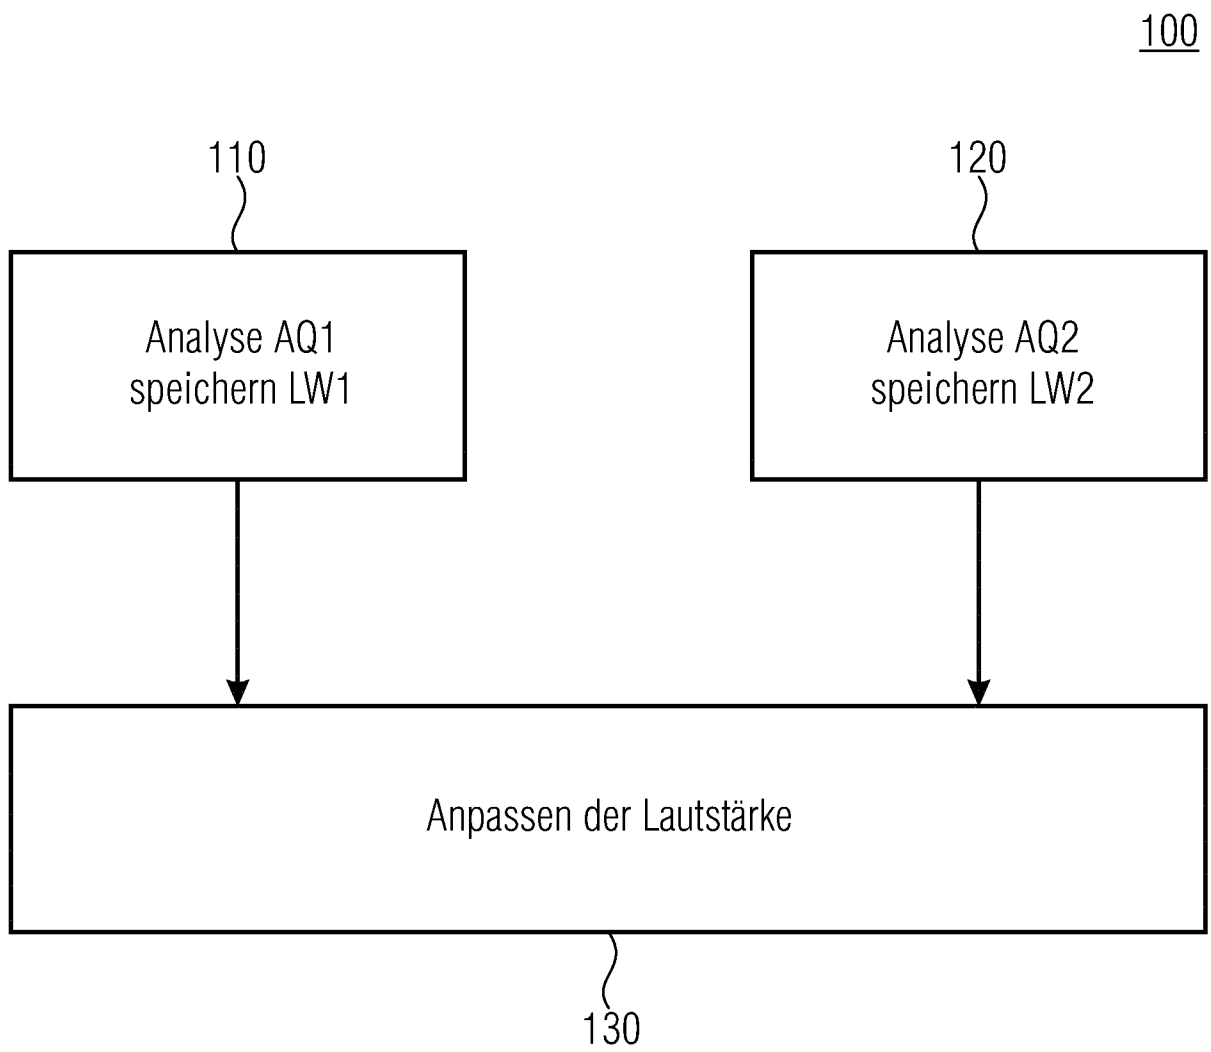 100
110
120
Analyse AQ1
speichern LW1
Analyse AQ2
speichern LW2
Anpassen der Lautstärke
130